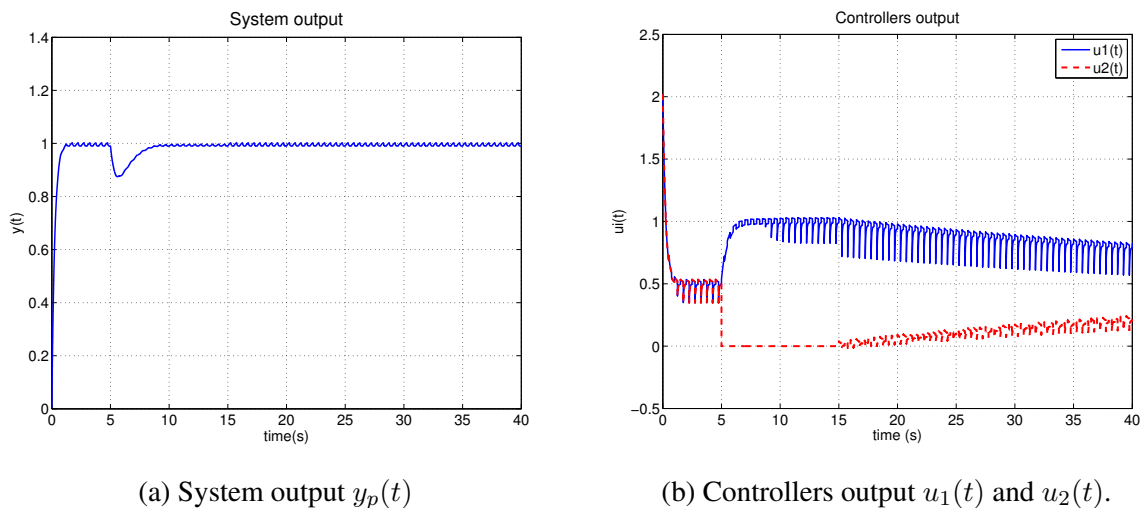 System output
1.4
1.2
1
0.8
0.6
0.4
0.2
0
y(t)
0 5 10 15 20 25 30 35 40
time(s)
(a) System output y_p(t)
Controllers output
u1(t)
u2(t)
2.5
2
1.5
1
0.5
0
−0.5
ui(t)
0 5 10 15 20 25 30 35 40
time (s)
(b) Controllers output u_1(t) and u_2(t).